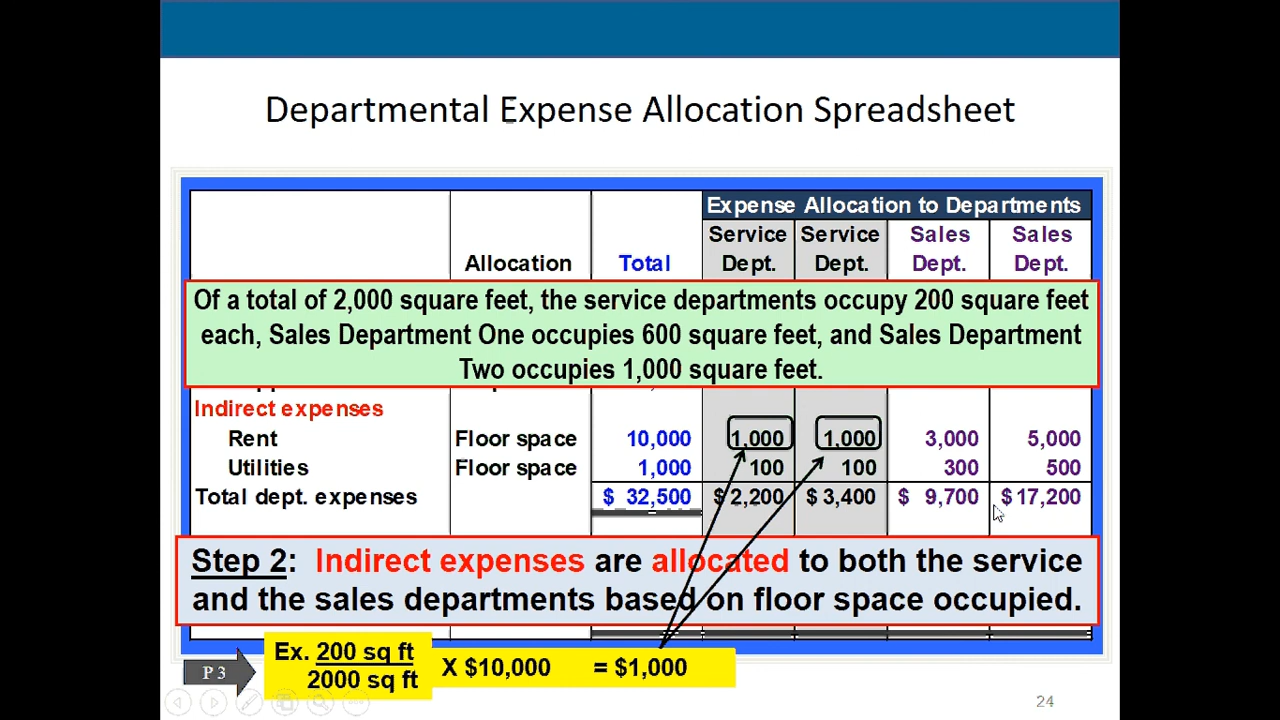 Departmental Expense Allocation Spreadsheet
Expense Allocation to Departments
Service Service Sales Sales
Allocation Total Dept. Dept. Dept. Dept.
Of a total of 2,000 square feet, the service departments occupy 200 square feet
each, Sales Department One occupies 600 square feet, and Sales Department
Two occupies 1,000 square feet.
Indirect expenses
Rent Floor space 10,000 1,000 1,000 3,000 5,000
Utilities Floor space 1,000 100 100 300 500
Total dept. expenses $ 32,500 $ 2,200 $ 3,400 $ 9,700 $ 17,200
Step 2: Indirect expenses are allocated to both the service
and the sales departments based on floor space occupied.
Ex. 200 sq ft
2000 sq ft
X $10,000 = $1,000
P 3
24